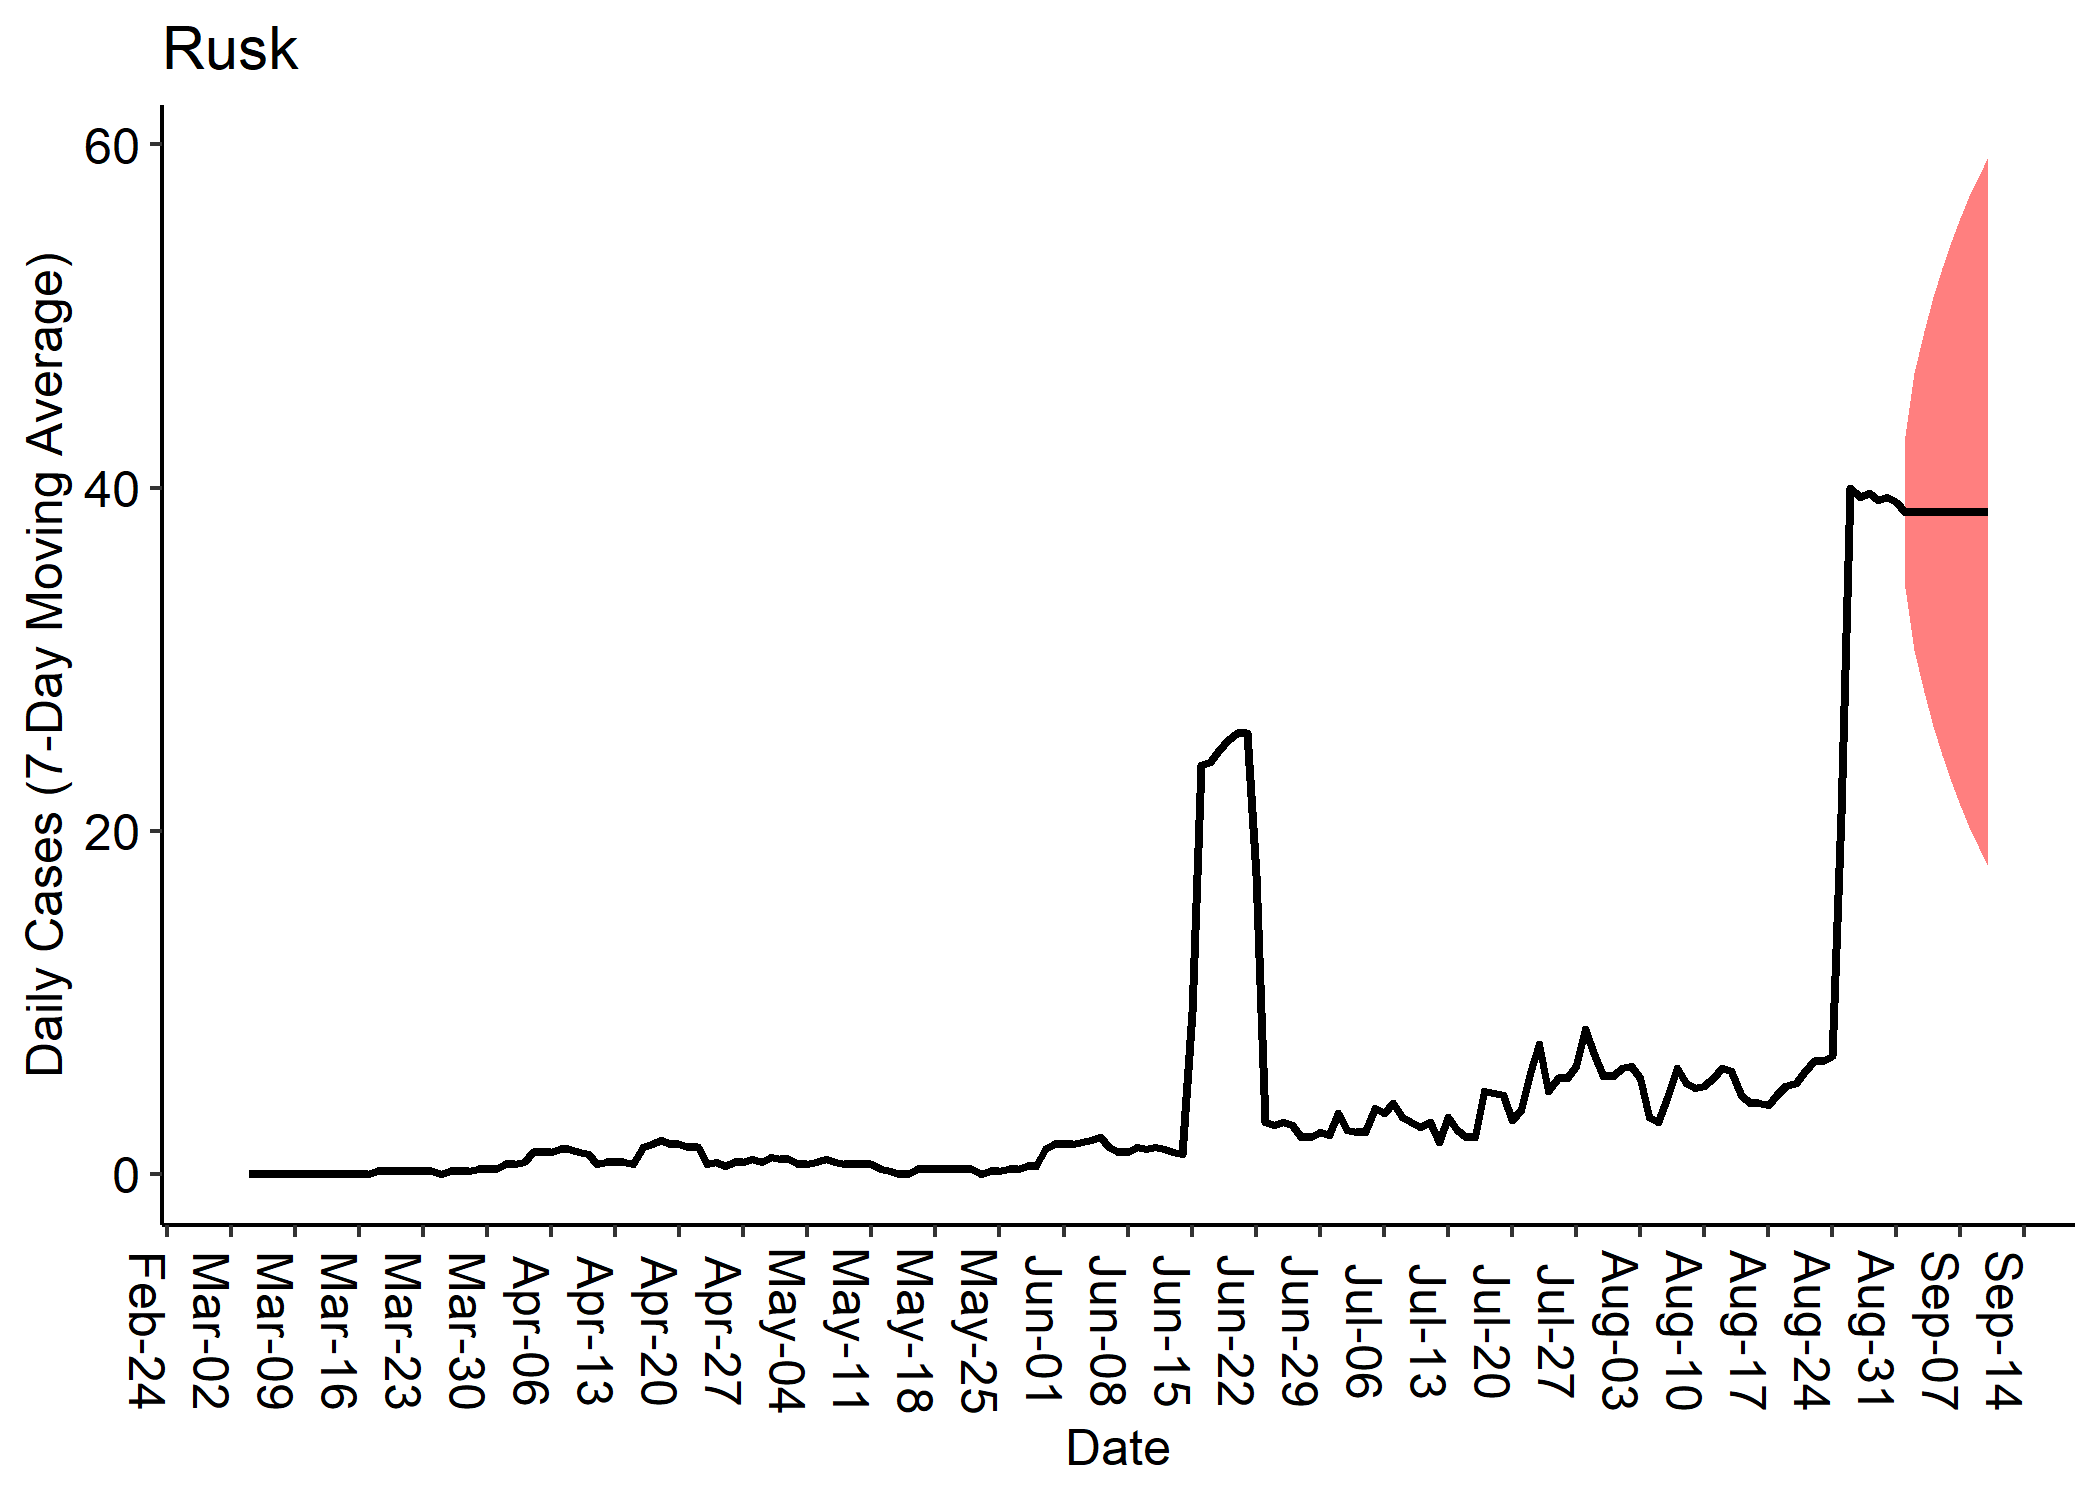 Rusk
Daily Cases (7-Day Moving Average)
60
40
20
0
Feb-24
Mar-02
Mar-09
Mar-16
Mar-23
Mar-30
Apr-06
Apr-13
Apr-20
Apr-27
May-04
May-11
May-18
May-25
Jun-01
Jun-08
Jun-15
Jun-22
Jun-29
Jul-06
Jul-13
Jul-20
Jul-27
Aug-03
Aug-10
Aug-17
Aug-24
Aug-31
Sep-07
Sep-14
Date